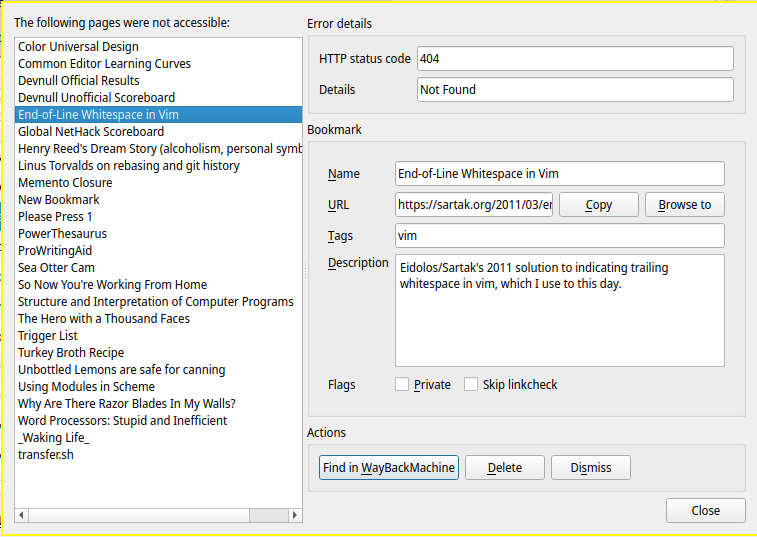 The following pages were not accessible:
Color Universal Design
Common Editor Learning Curves
Devnull Official Results
Devnull Unofficial Scoreboard
End-of-Line Whitespace in Vim
Global NetHack Scoreboard
Henry Reed's Dream Story (alcoholism, personal symb
Linus Torvalds on rebasing and git history
Memento Closure
New Bookmark
Please Press 1
PowerThesaurus
ProWritingAid
Sea Otter Cam
So Now You're Working From Home
Structure and Interpretation of Computer Programs
The Hero with a Thousand Faces
Trigger List
Turkey Broth Recipe
Unbottled Lemons are safe for canning
Using Modules in Scheme
Why Are There Razor Blades In My Walls?
Word Processors: Stupid and Inefficient
_Waking Life_
transfer.sh
Error details
HTTP status code 404
Details Not Found
Bookmark
Name End-of-Line Whitespace in Vim
URL https://sartak.org/2011/03/er Copy Browse to
Tags vim
Description Eidolos/Sartak's 2011 solution to indicating trailing
whitespace in vim, which I use to this day.
Flags Private Skip linkcheck
Actions
Find in WayBackMachine Delete Dismiss
Close